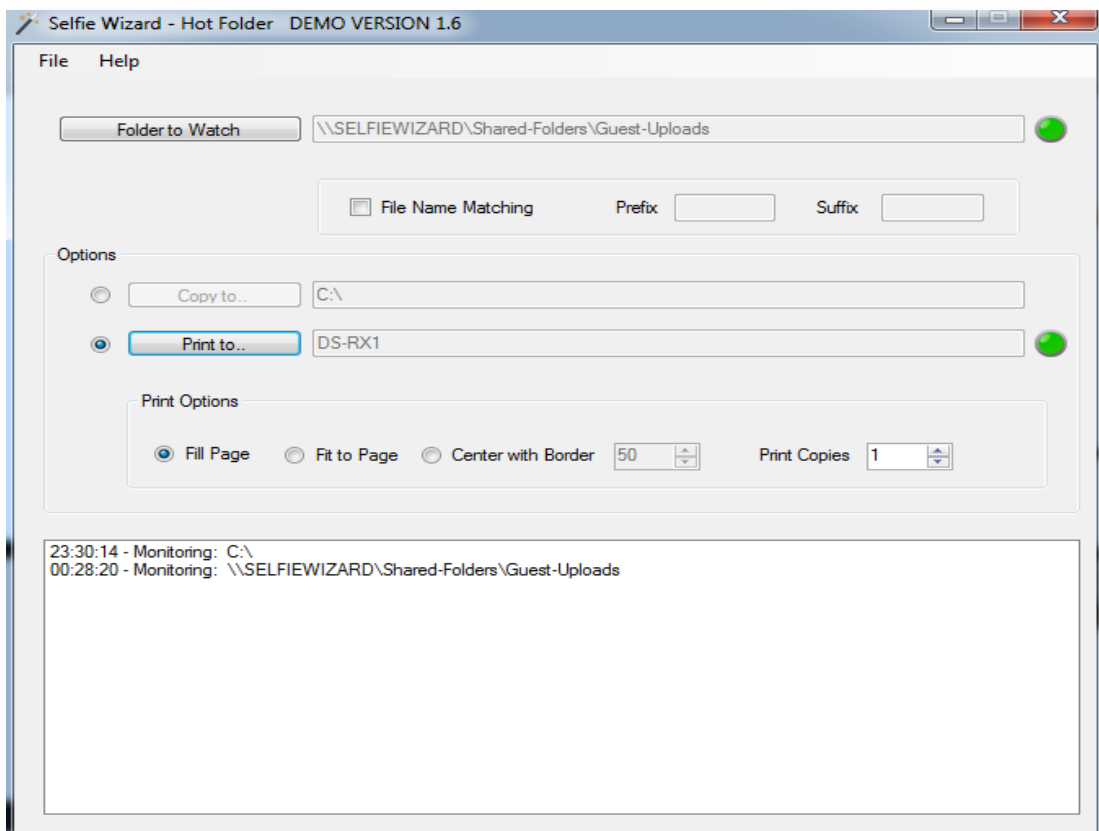 Selfie Wizard - Hot Folder   DEMO VERSION 1.6
File   Help
Folder to Watch   \\SELFIEWIZARD\Shared-Folders\Guest-Uploads
File Name Matching   Prefix   Suffix
Options
Copy to..   C:\
Print to..   DS-RX1
Print Options
Fill Page   Fit to Page   Center with Border   50   Print Copies   1
23:30:14 - Monitoring:  C:\
00:28:20 - Monitoring:  \\SELFIEWIZARD\Shared-Folders\Guest-Uploads